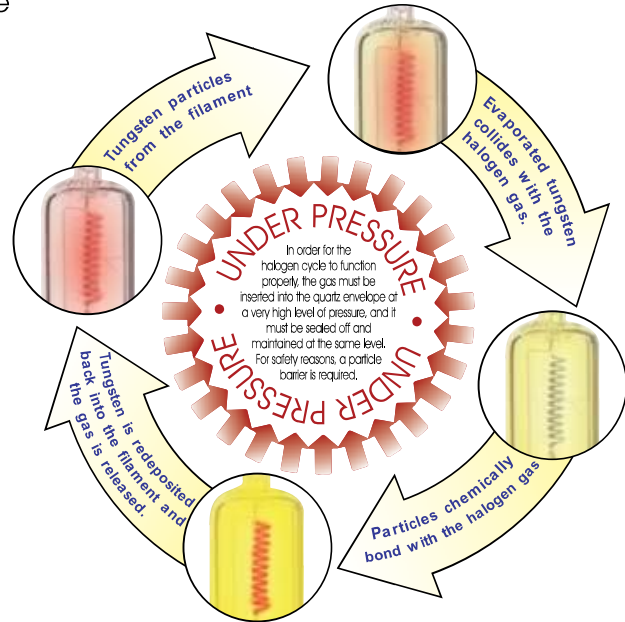 Tungsten particles
from the filament
Evaporated tungsten
collides with the
halogen gas.
Particles chemically
bond with the halogen gas
Tungsten is redeposited
back into the filament and
the gas is released.
UNDER PRESSURE
In order for the
halogen cycle to function
properly, the gas must be
inserted into the quartz envelope at
a very high level of pressure, and it
must be sealed off and
maintained at the same level.
For safety reasons, a particle
barrier is required.
UNDER PRESSURE